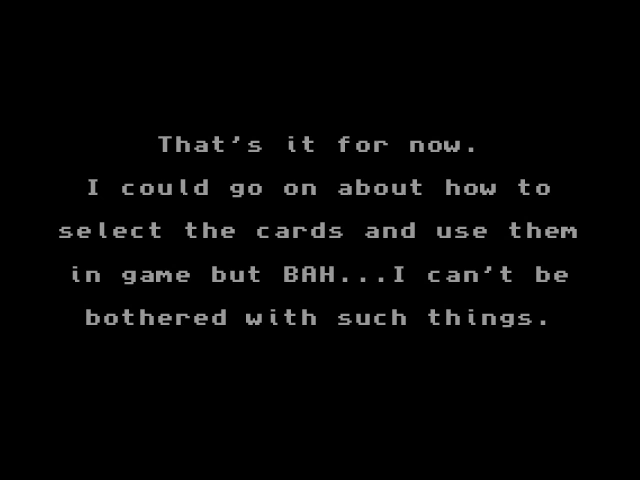 That's it for now.
I could go on about how to
select the cards and use them
in game but BAH...I can't be
bothered with such things.